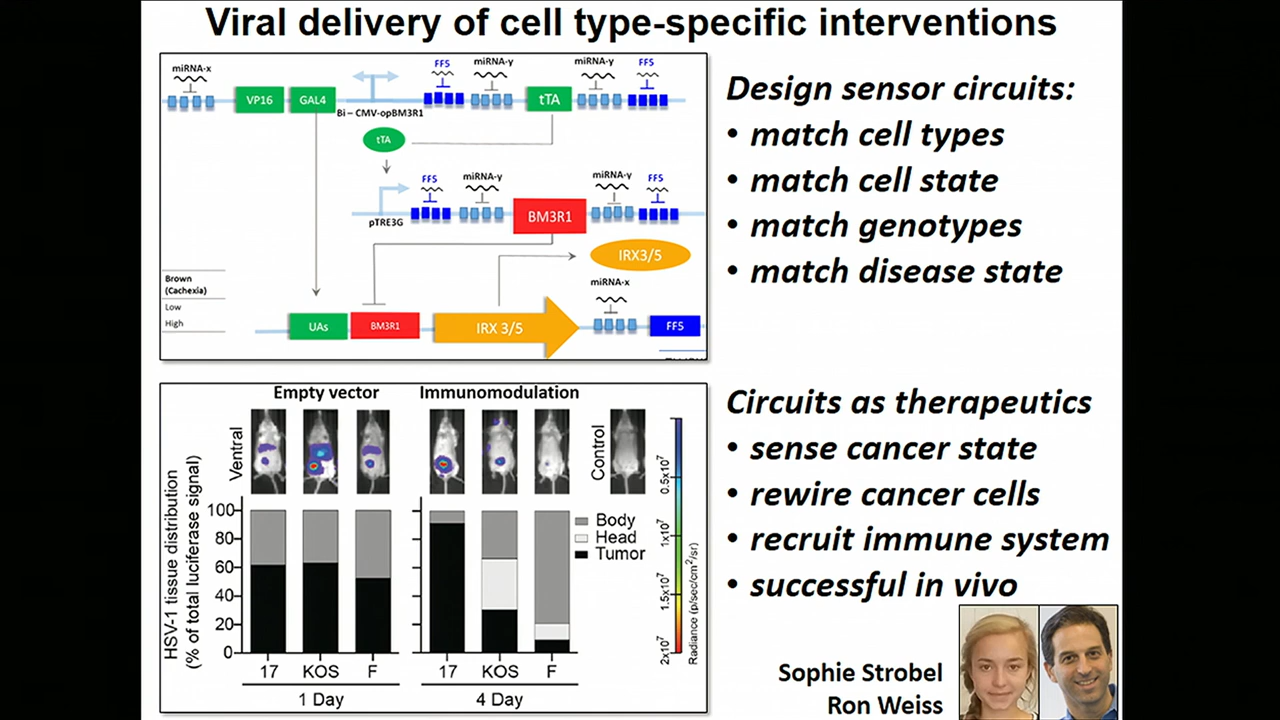 Viral delivery of cell type-specific interventions
miRNA-x
VP16
GAL4
Bi – CMV-opBM3R1
FF5
miRNA-y
tTA
miRNA-y
FF5
tTA
pTRE3G
FF5
miRNA-y
BM3R1
miRNA-y
FF5
IRX3/5
Brown
(Cachexia)
Low
High
UAs
BM3R1
IRX 3/5
miRNA-x
FF5
Design sensor circuits:
• match cell types
• match cell state
• match genotypes
• match disease state
Empty vector
Immunomodulation
Ventral
Control
HSV-1 tissue distribution
(% of total luciferase signal)
100
80
60
40
20
0
17 KOS F
1 Day
17 KOS F
4 Day
Body
Head
Tumor
0.5x10⁷
1x10⁷
1.5x10⁷
2x10⁷
Radiance (p/sec/cm²/sr)
Circuits as therapeutics
• sense cancer state
• rewire cancer cells
• recruit immune system
• successful in vivo
Sophie Strobel
Ron Weiss